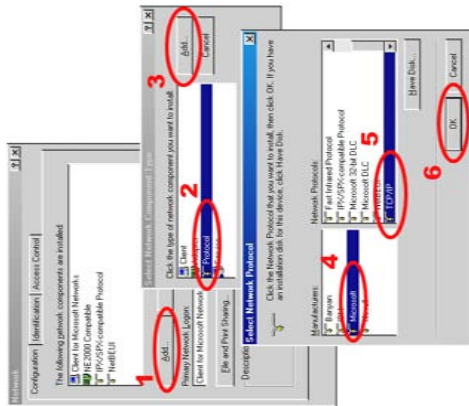 Network
Configuration | Identification | Access Control
The following network components are installed:
Client for Microsoft Networks
NE2000 Compatible
IPX/SPX-compatible Protocol
NetBEUI
1
Add...
Primary Network Logon:
Client for Microsoft Network
File and Print Sharing...
Descriptio
Select Network Component Type
Click the type of network component you want to install:
Client
2
Protocol
3
Add...
Cancel
Select Network Protocol
Click the Network Protocol that you want to install, then click OK. If you have
an installation disk for this device, click Have Disk.
Manufacturers:
Banyan
IBM
4
Microsoft
Network Protocols:
Fast Infrared Protocol
IPX/SPX-compatible Protocol
Microsoft 32-bit DLC
Microsoft DLC
5
TCP/IP
Have Disk...
6
OK
Cancel